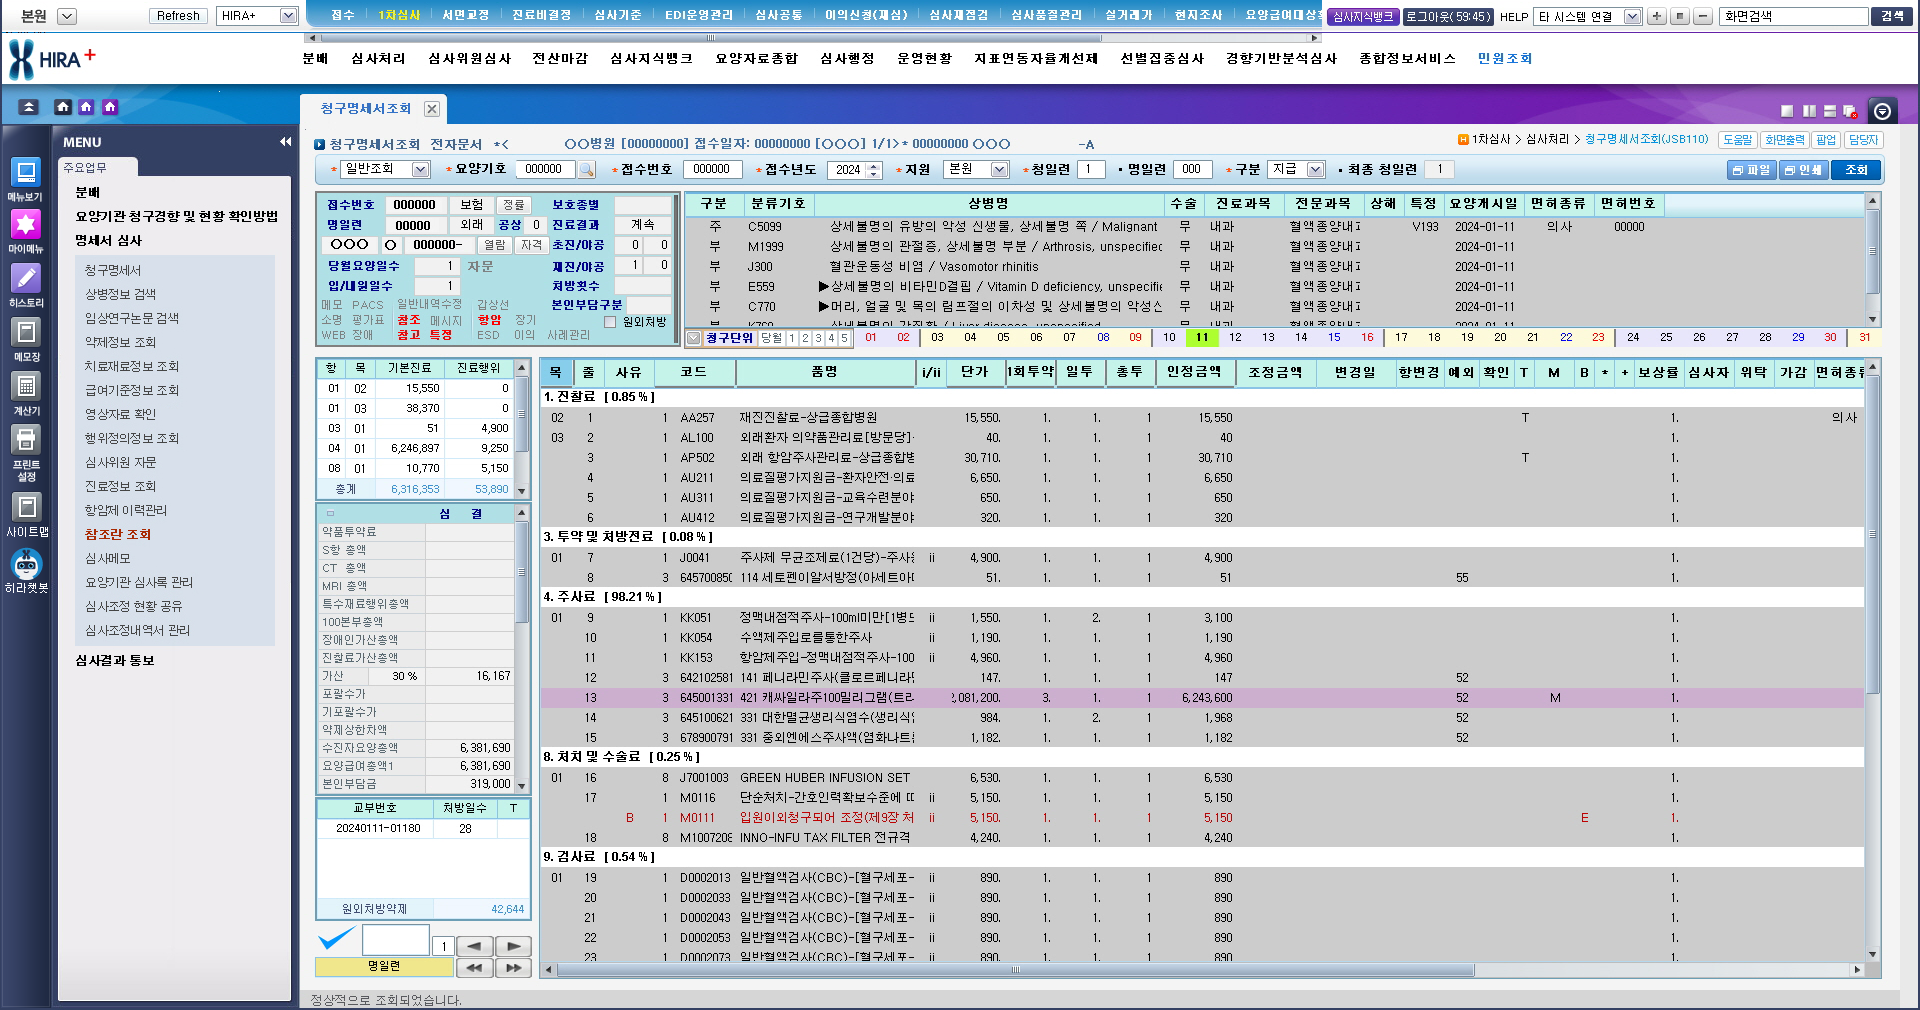 본원 Refresh HIRA+ 접수 1차심사 서면교정 진료비결정 심사기준 EDI운영관리 심사공통 이의신청(재심) 심사재점검 심사품질관리 실거래가 현지조사 요양급여대상 심사지식뱅크 로그아웃(59:45) HELP 타 시스템 연결 화면검색 검색
HIRA+ 분배 심사처리 심사위원심사 전산마감 심사지식뱅크 요양자료종합 심사행정 운영현황 지표연동자율개선제 선별집중심사 경향기반분석심사 종합정보서비스 민원조회
청구명세서조회
MENU
주요업무
분배
요양기관 청구경향 및 현황 확인방법
명세서 심사
청구명세서
상병정보 검색
임상연구논문 검색
약제정보 조회
치료재료정보 조회
급여기준정보 조회
영상자료 확인
행위정의정보 조회
심사위원 자문
진료정보 조회
항암제 이력관리
참조란 조회
심사메모
요양기관 심사록 관리
심사조정 현황 공유
심사조정내역서 관리
심사결과 통보
메뉴보기
마이메뉴
히스토리
메모장
계산기
프린트
설정
사이트맵
히라챗봇
청구명세서조회 전자문서 *< OO병원 [00000000] 접수일자: 00000000 [OOO] 1/1>* 00000000 OOO -A
H 1차심사 > 심사처리 > 청구명세서조회(JSB110) 도움말 화면출력 팝업 담당자
* 일반조회 * 요양기호 000000 * 접수번호 000000 * 접수년도 2024 * 지원 본원 * 청일련 1 • 명일련 000 * 구분 지급 • 최종 청일련 1 파일 인쇄 조회
접수번호 000000 보험 정률 보호종별
명일련 00000 외래 공상 0 진료결과 계속
OOO O 000000- 열람 자격 초진/야공 0 0
당월요양일수 1 자문 재진/야공 1 0
입/내원일수 1 처방횟수
메모 PACS 일반내역수정 갑상선 본인부담구분
소명 평가표 참조 메시지 항암 장기 원외처방
WEB 장애 참고 특정 ESD 이의 사례관리
구분 분류기호 상병명 수술 진료과목 전문과목 상해 특정 요양개시일 면허종류 면허번호
주 C5099 상세불명의 유방의 악성 신생물, 상세불명 쪽 / Malignant 무 내과 혈액종양내과 V193 2024-01-11 의사 00000
부 M1999 상세불명의 관절증, 상세불명 부분 / Arthrosis, unspecified 무 내과 혈액종양내과 2024-01-11
부 J300 혈관운동성 비염 / Vasomotor rhinitis 무 내과 혈액종양내과 2024-01-11
부 E559 ▶상세불명의 비타민D결핍 / Vitamin D deficiency, unspecifie 무 내과 혈액종양내과 2024-01-11
부 C770 ▶머리, 얼굴 및 목의 림프절의 이차성 및 상세불명의 악성신 무 내과 혈액종양내과 2024-01-11
부 K769 상세불명의 간질환 / Liver disease, unspecified 무 내과 혈액종양내과 2024-01-11
청구단위 당월 1 2 3 4 5 01 02 03 04 05 06 07 08 09 10 11 12 13 14 15 16 17 18 19 20 21 22 23 24 25 26 27 28 29 30 31
항 목 기본진료 진료행위
01 02 15,550 0
01 03 38,370 0
03 01 51 4,900
04 01 6,246,897 9,250
08 01 10,770 5,150
총계 6,316,353 53,890
심 결
약품투약료
S항 총액
CT 총액
MRI 총액
특수재료행위총액
100본부총액
장애인가산총액
진찰료가산총액
가산 30 % 16,167
포괄수가
기포괄수가
약제상한차액
수진자요양총액 6,381,690
요양급여총액1 6,381,690
본인부담금 319,000
교부번호 처방일수 T
20240111-01180 28
원외처방약제 42,644
1
명일련
목 줄 사유 코드 품명 i/ii 단가 1회투약 일투 총투 인정금액 조정금액 변경일 항변경 예외 확인 T M B * + 보상률 심사자 위탁 가감 면허종류
1. 진찰료 [ 0.85 % ]
02 1 1 AA257 재진진찰료-상급종합병원 15,550. 1. 1. 1 15,550 T 1. 의사
03 2 1 AL100 외래환자 의약품관리료[방문당] 40. 1. 1. 1 40 1.
3 1 AP502 외래 항암주사관리료-상급종합병 30,710. 1. 1. 1 30,710 T 1.
4 1 AU211 의료질평가지원금-환자안전·의료 6,650. 1. 1. 1 6,650 1.
5 1 AU311 의료질평가지원금-교육수련분야 650. 1. 1. 1 650 1.
6 1 AU412 의료질평가지원금-연구개발분야 320. 1. 1. 1 320 1.
3. 투약 및 처방전료 [ 0.08 % ]
01 7 1 J0041 주사제 무균조제료(1건당)-주사용 ii 4,900. 1. 1. 1 4,900 1.
8 3 645700850 114 세토펜이알서방정(아세트아미 51. 1. 1. 1 51 55 1.
4. 주사료 [ 98.21 % ]
01 9 1 KK051 정맥내점적주사-100ml미만[1병도 ii 1,550. 1. 2. 1 3,100 1.
10 1 KK054 수액제주입로를통한주사 ii 1,190. 1. 1. 1 1,190 1.
11 1 KK153 항암제주입-정맥내점적주사-100 ii 4,960. 1. 1. 1 4,960 1.
12 3 642102581 141 페니라민주사(클로르페니라민 147. 1. 1. 1 147 52 1.
13 3 645001331 421 캐싸일라주100밀리그램(트라 2,081,200. 3. 1. 1 6,243,600 52 M 1.
14 3 645100621 331 대한멸균생리식염수(생리식염 984. 1. 2. 1 1,968 52 1.
15 3 678900791 331 중외엔에스주사액(염화나트륨 1,182. 1. 1. 1 1,182 52 1.
8. 처치 및 수술료 [ 0.25 % ]
01 16 8 J7001003 GREEN HUBER INFUSION SET 6,530. 1. 1. 1 6,530 1.
17 1 M0116 단순처치-간호인력확보수준에 따 ii 5,150. 1. 1. 1 5,150 1.
B 1 M0111 입원이외청구되어 조정(제9장 처 ii 5,150. 1. 1. 1 5,150 E 1.
18 8 M1007208 INNO-INFU TAX FILTER 전규격 4,240. 1. 1. 1 4,240 1.
9. 검사료 [ 0.54 % ]
01 19 1 D0002013 일반혈액검사(CBC)-[혈구세포- ii 890. 1. 1. 1 890 1.
20 1 D0002033 일반혈액검사(CBC)-[혈구세포- ii 890. 1. 1. 1 890 1.
21 1 D0002043 일반혈액검사(CBC)-[혈구세포- ii 890. 1. 1. 1 890 1.
22 1 D0002053 일반혈액검사(CBC)-[혈구세포- ii 890. 1. 1. 1 890 1.
23 1 D0002073 일반혈액검사(CBC)-[혈구세포- ii 890. 1. 1. 1 890 1.
정상적으로 조회되었습니다.